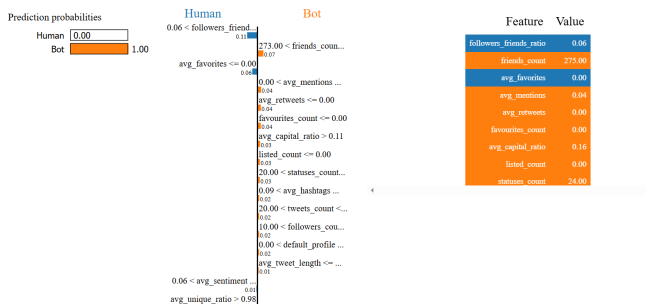 Prediction probabilities
Human 0.00
Bot 1.00
Human Bot
0.06 < followers_friend...
0.11
273.00 < friends_coun...
0.07
avg_favorites <= 0.00
0.06
0.00 < avg_mentions ...
0.04
avg_retweets <= 0.00
0.04
favourites_count <= 0.00
0.04
avg_capital_ratio > 0.11
0.03
listed_count <= 0.00
0.03
20.00 < statuses_count...
0.03
0.09 < avg_hashtags ...
0.02
20.00 < tweets_count <...
0.02
10.00 < followers_cou...
0.02
0.00 < default_profile ...
0.02
avg_tweet_length <= ...
0.01
0.06 < avg_sentiment ...
0.01
avg_unique_ratio > 0.98
Feature Value
followers_friends_ratio 0.06
friends_count 275.00
avg_favorites 0.00
avg_mentions 0.04
avg_retweets 0.00
favourites_count 0.00
avg_capital_ratio 0.16
listed_count 0.00
statuses_count 24.00